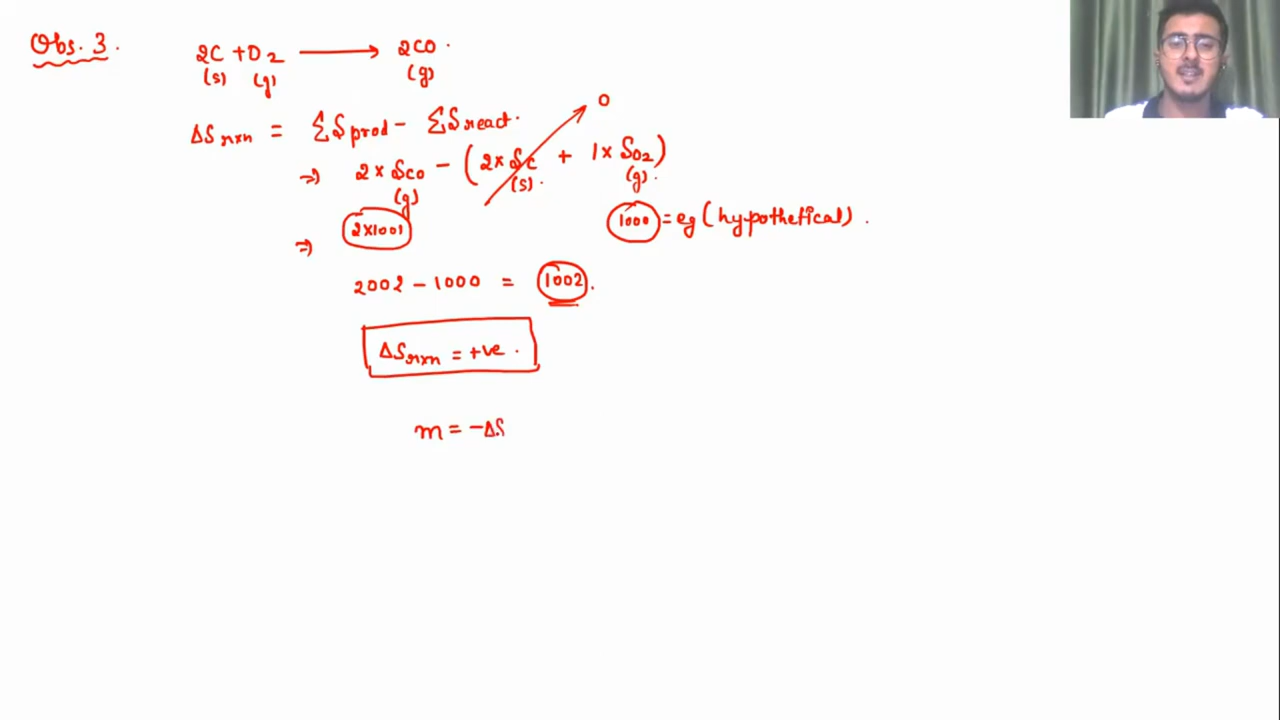 Obs. 3.
2C + O2 → 2CO.
(s) (g) (g)
ΔSrxn = ΣSprod - ΣSreact.
⇒ 2 × SCO - (2 × SC + 1 × SO2) 0
(g) (s). (g).
⇒ 2×1001 1000 = eg (hypothetical).
2002 - 1000 = 1002.
ΔSrxn = +ve.
m = -ΔS